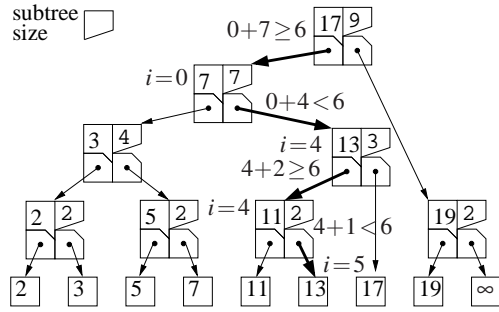 subtree
size
0+7≥6
17 9
i=0
7 7
0+4<6
3 4
i=4
13 3
4+2≥6
2 2
5 2
i=4
11 2
4+1<6
19 2
i=5
2 3 5 7 11 13 17 19 ∞